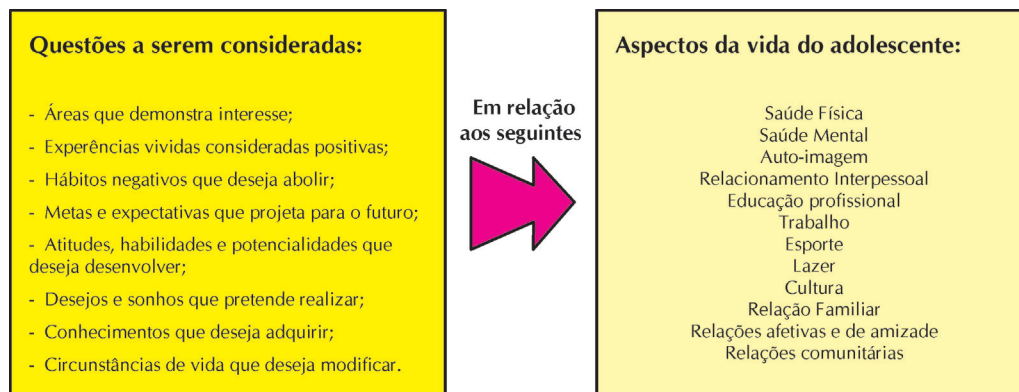 Questões a serem consideradas:
- Áreas que demonstra interesse;
- Experências vividas consideradas positivas;
- Hábitos negativos que deseja abolir;
- Metas e expectativas que projeta para o futuro;
- Atitudes, habilidades e potencialidades que
deseja desenvolver;
- Desejos e sonhos que pretende realizar;
- Conhecimentos que deseja adquirir;
- Circunstâncias de vida que deseja modificar.
Em relação
aos seguintes
Aspectos da vida do adolescente:
Saúde Física
Saúde Mental
Auto-imagem
Relacionamento Interpessoal
Educação profissional
Trabalho
Esporte
Lazer
Cultura
Relação Familiar
Relações afetivas e de amizade
Relações comunitárias